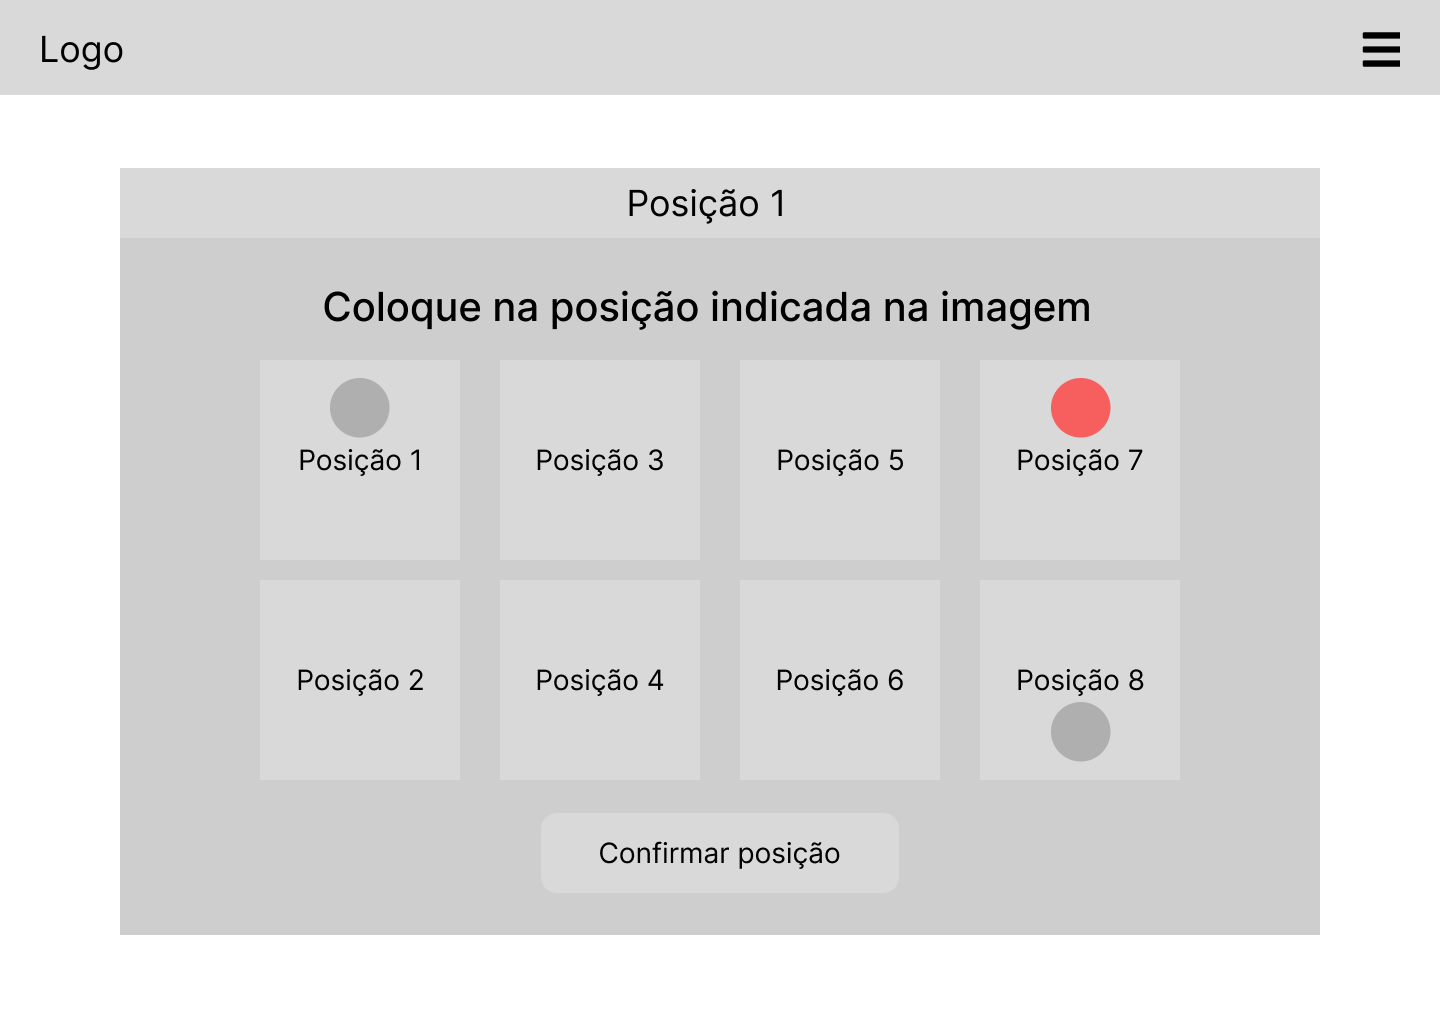 Logo
Posição 1
Coloque na posição indicada na imagem
Posição 1
Posição 3
Posição 5
Posição 7
Posição 2
Posição 4
Posição 6
Posição 8
Confirmar posição